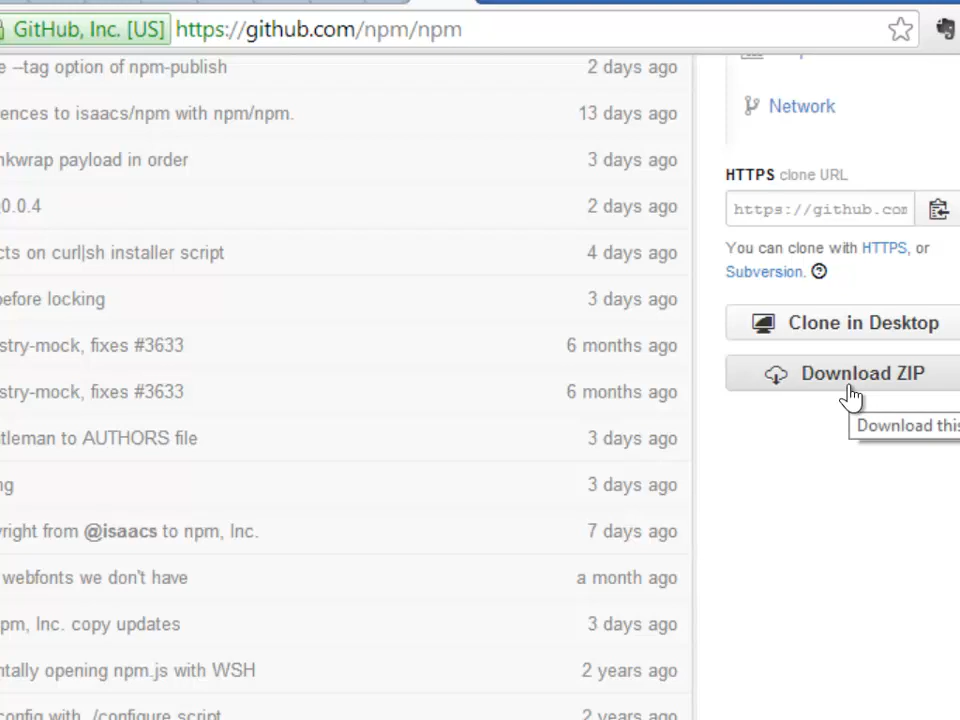 GitHub, Inc. [US] https://github.com/npm/npm
e --tag option of npm-publish 2 days ago
ences to isaacs/npm with npm/npm. 13 days ago
nkwrap payload in order 3 days ago
0.0.4 2 days ago
cts on curl|sh installer script 4 days ago
before locking 3 days ago
stry-mock, fixes #3633 6 months ago
stry-mock, fixes #3633 6 months ago
tleman to AUTHORS file 3 days ago
ng 3 days ago
yright from @isaacs to npm, Inc. 7 days ago
webfonts we don't have a month ago
pm, Inc. copy updates 3 days ago
ntally opening npm.js with WSH 2 years ago
config with ./configure script 2 years ago
Network
HTTPS clone URL
https://github.com
You can clone with HTTPS, or
Subversion.
Clone in Desktop
Download ZIP
Download this